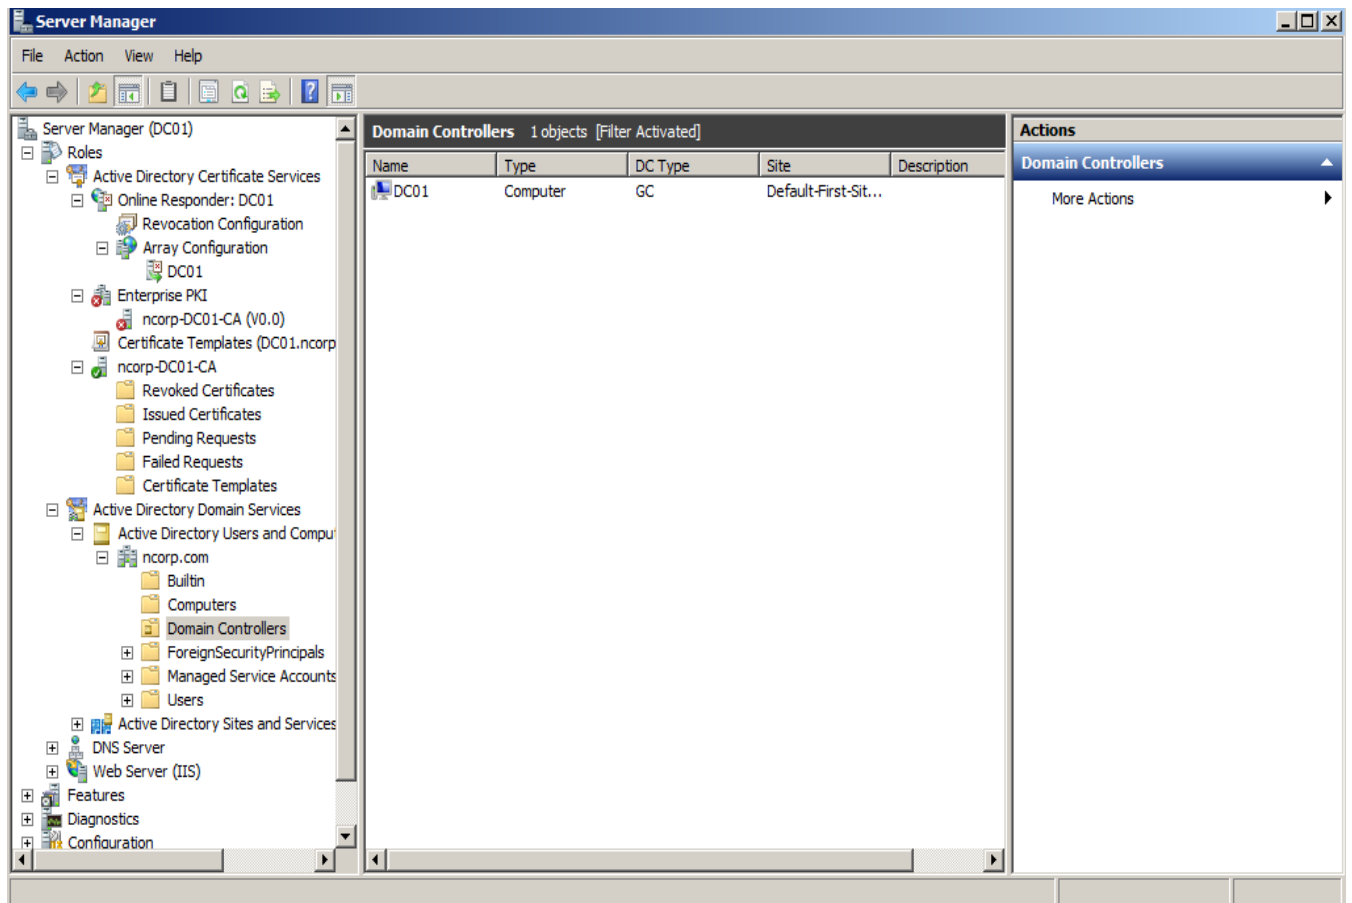 Server Manager
File Action View Help
Server Manager (DC01)
Roles
Active Directory Certificate Services
Online Responder: DC01
Revocation Configuration
Array Configuration
DC01
Enterprise PKI
ncorp-DC01-CA (V0.0)
Certificate Templates (DC01.ncorp
ncorp-DC01-CA
Revoked Certificates
Issued Certificates
Pending Requests
Failed Requests
Certificate Templates
Active Directory Domain Services
Active Directory Users and Comput
ncorp.com
Builtin
Computers
Domain Controllers
ForeignSecurityPrincipals
Managed Service Accounts
Users
Active Directory Sites and Services
DNS Server
Web Server (IIS)
Features
Diagnostics
Configuration
Domain Controllers 1 objects [Filter Activated]
Name Type DC Type Site Description
DC01 Computer GC Default-First-Sit...
Actions
Domain Controllers
More Actions